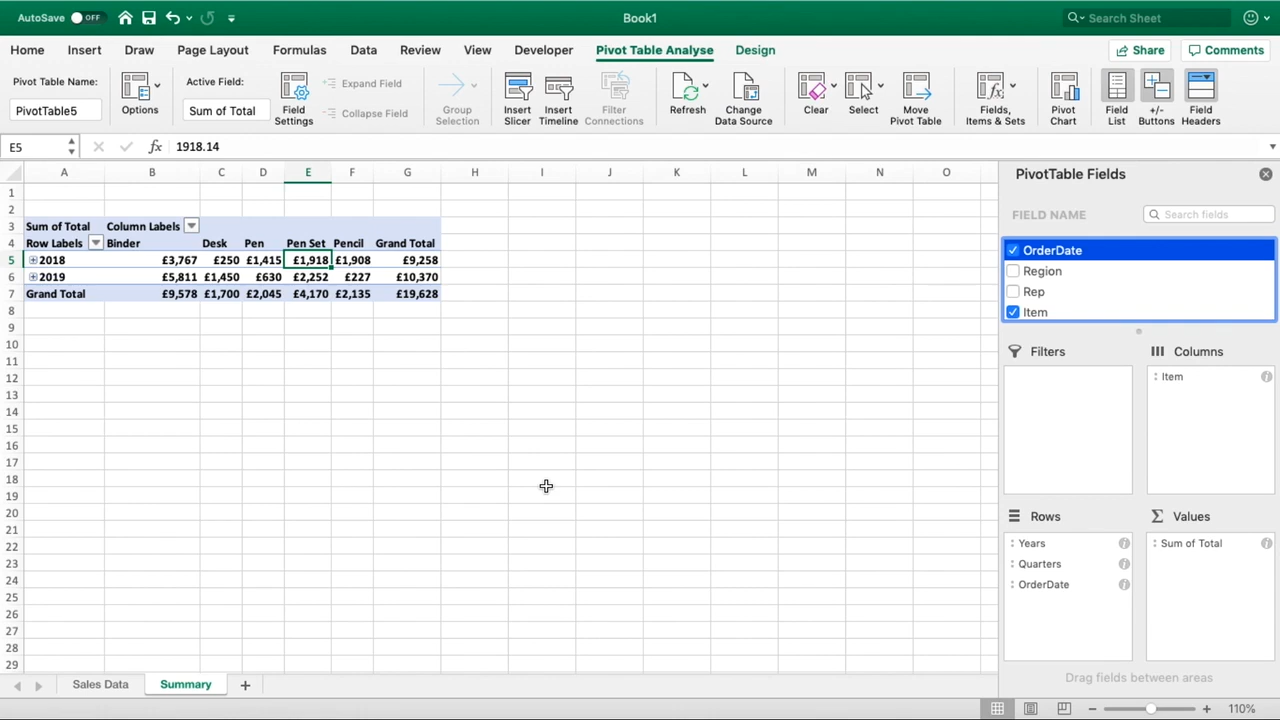 AutoSave OFF Book1 Search Sheet
Home Insert Draw Page Layout Formulas Data Review View Developer Pivot Table Analyse Design Share Comments
Pivot Table Name:
PivotTable5
Options
Active Field:
Sum of Total
Field
Settings
Expand Field
Collapse Field
Group
Selection
Insert
Slicer
Insert
Timeline
Filter
Connections
Refresh
Change
Data Source
Clear
Select
Move
Pivot Table
Fields,
Items & Sets
Pivot
Chart
Field
List
+/-
Buttons
Field
Headers
E5 fx 1918.14
A B C D E F G H I J K L M N O
1
2
3 Sum of Total Column Labels
4 Row Labels Binder Desk Pen Pen Set Pencil Grand Total
5 2018 £3,767 £250 £1,415 £1,918 £1,908 £9,258
6 2019 £5,811 £1,450 £630 £2,252 £227 £10,370
7 Grand Total £9,578 £1,700 £2,045 £4,170 £2,135 £19,628
8
9
10
11
12
13
14
15
16
17
18
19
20
21
22
23
24
25
26
27
28
29
PivotTable Fields
FIELD NAME Search fields
OrderDate
Region
Rep
Item
Filters
Columns
Item
Rows
Years
Quarters
OrderDate
Values
Sum of Total
Drag fields between areas
Sales Data Summary +
110%